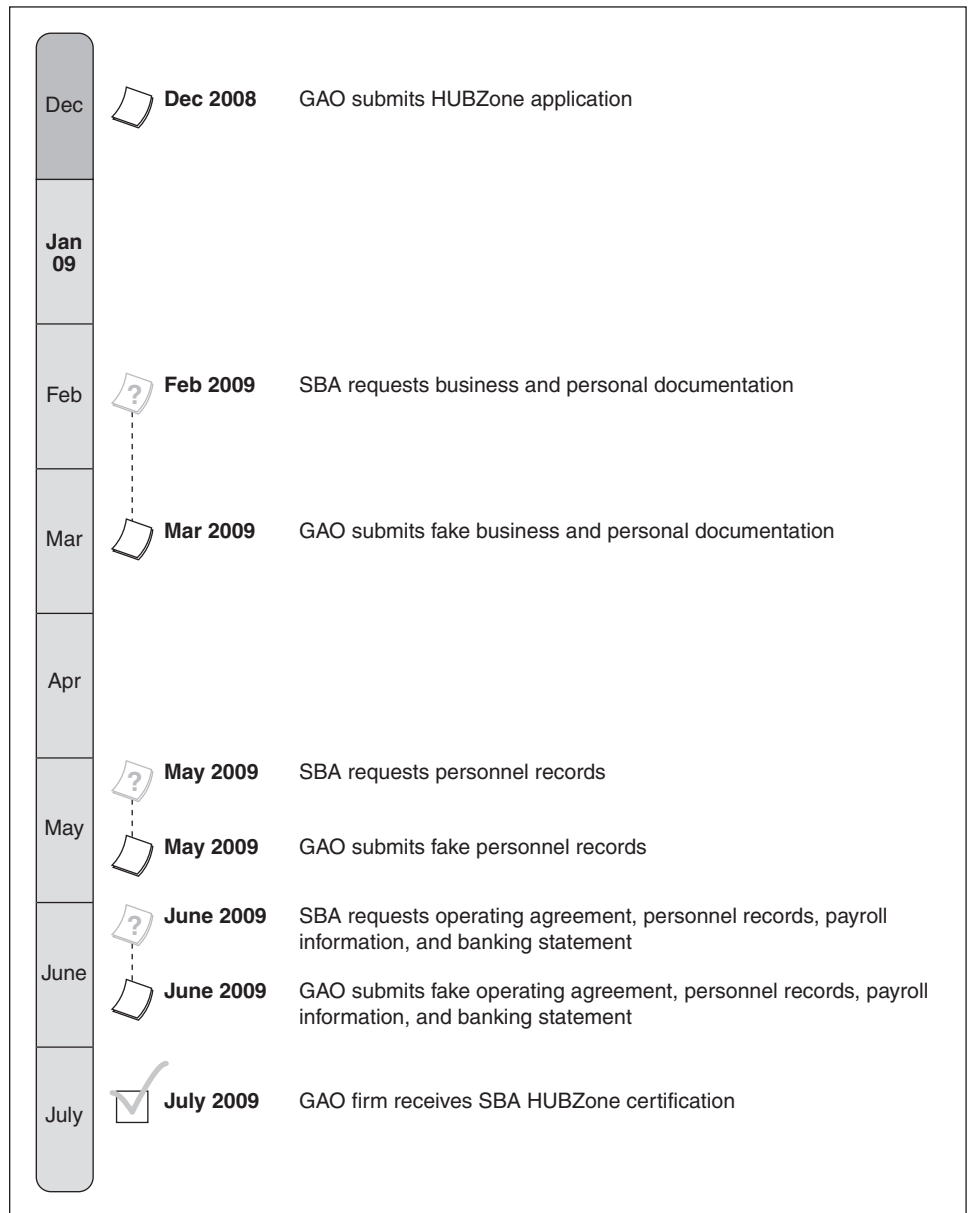 Dec
Dec 2008 GAO submits HUBZone application
Jan
09
Feb
? Feb 2009 SBA requests business and personal documentation
Mar
Mar 2009 GAO submits fake business and personal documentation
Apr
? May 2009 SBA requests personnel records
May
May 2009 GAO submits fake personnel records
? June 2009 SBA requests operating agreement, personnel records, payroll
information, and banking statement
June
June 2009 GAO submits fake operating agreement, personnel records, payroll
information, and banking statement
July
July 2009 GAO firm receives SBA HUBZone certification